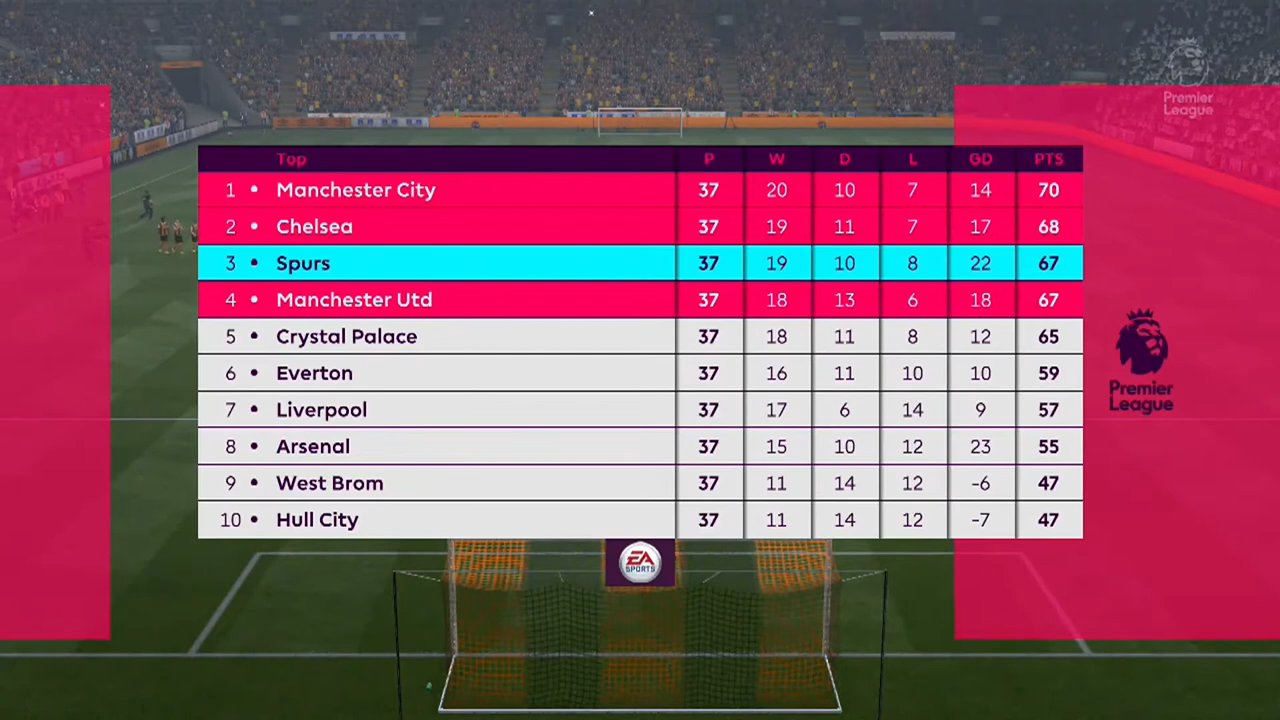 Premier
League
Top P W D L GD PTS
1 • Manchester City 37 20 10 7 14 70
2 • Chelsea 37 19 11 7 17 68
3 • Spurs 37 19 10 8 22 67
4 • Manchester Utd 37 18 13 6 18 67
5 • Crystal Palace 37 18 11 8 12 65
6 • Everton 37 16 11 10 10 59
7 • Liverpool 37 17 6 14 9 57
8 • Arsenal 37 15 10 12 23 55
9 • West Brom 37 11 14 12 -6 47
10 • Hull City 37 11 14 12 -7 47
Premier
League
EA
SPORTS